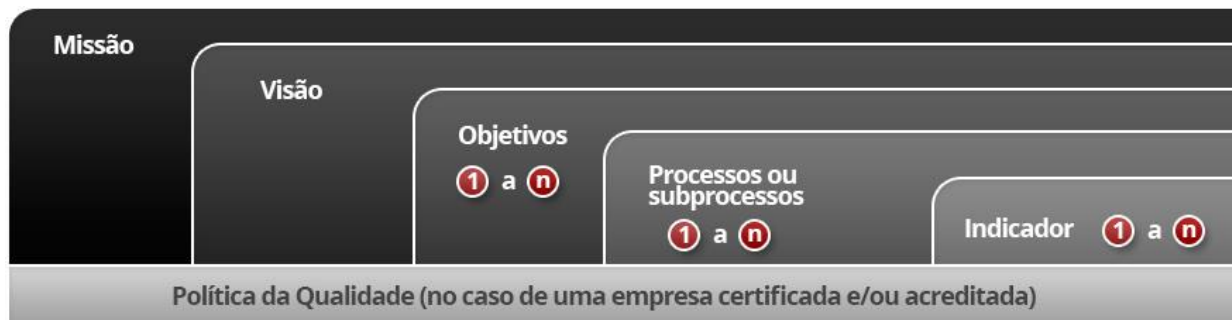 Missão
Visão
Objetivos
1 a n
Processos ou
subprocessos
1 a n
Indicador 1 a n
Política da Qualidade (no caso de uma empresa certificada e/ou acreditada)